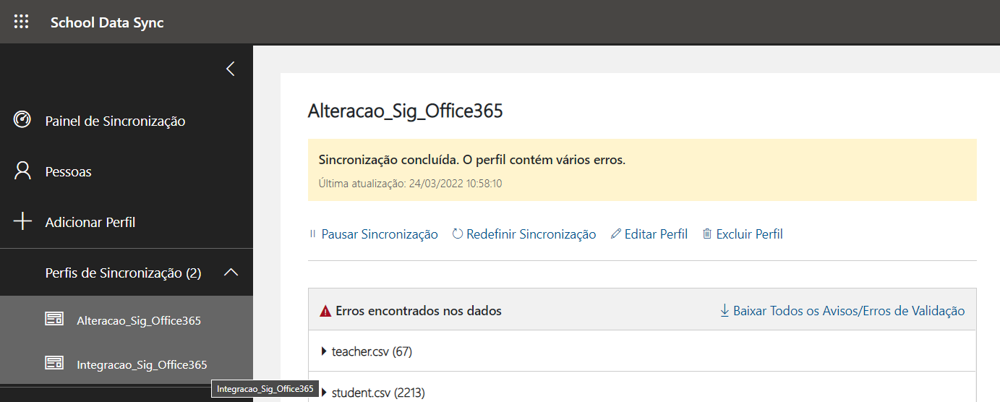 School Data Sync
Painel de Sincronização
Pessoas
Adicionar Perfil
Perfis de Sincronização (2)
Alteracao_Sig_Office365
Integracao_Sig_Office365
Integracao_Sig_Office365
Alteracao_Sig_Office365
Sincronização concluída. O perfil contém vários erros.
Última atualização: 24/03/2022 10:58:10
Pausar Sincronização Redefinir Sincronização Editar Perfil Excluir Perfil
Erros encontrados nos dados Baixar Todos os Avisos/Erros de Validação
teacher.csv (67)
student.csv (2213)